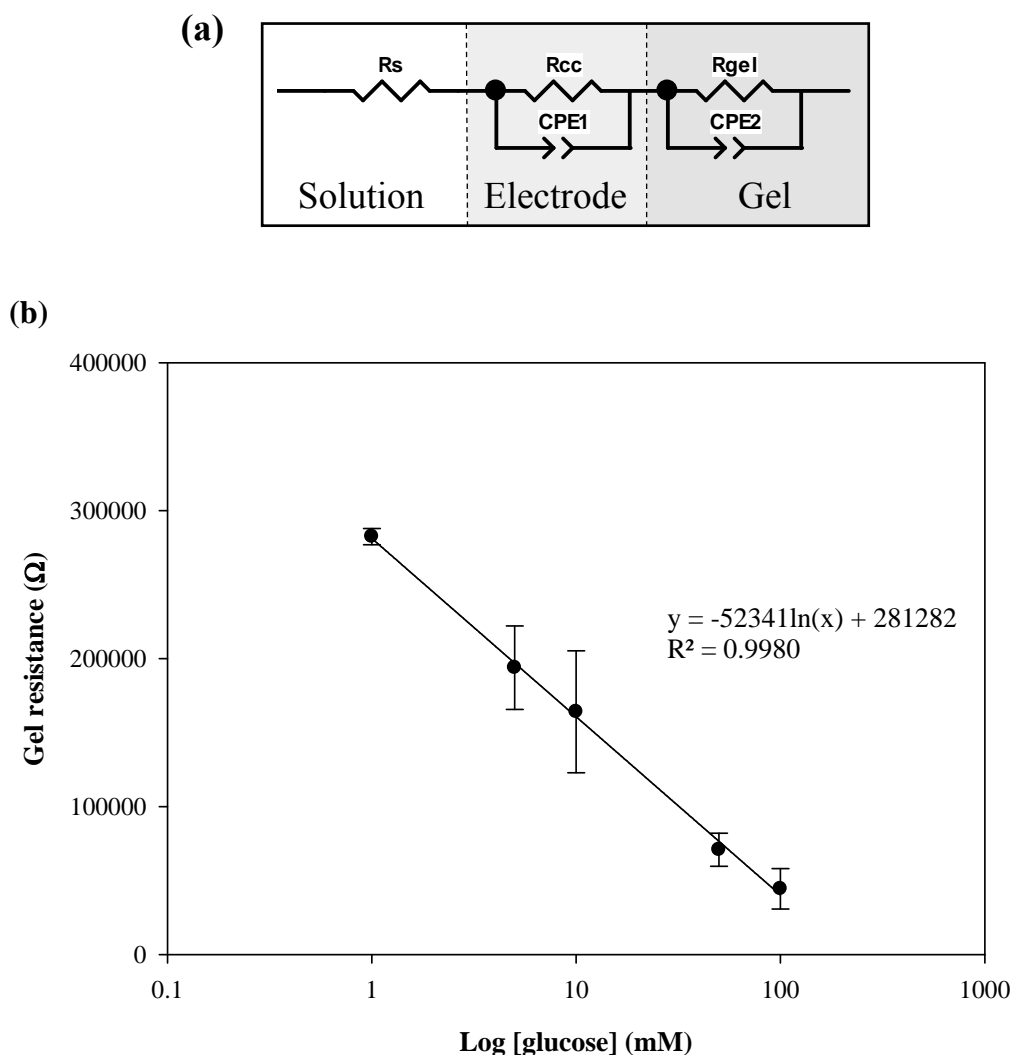 (a)
Rs
Rcc
Rgel
CPE1
CPE2
Solution
Electrode
Gel
(b)
400000
300000
200000
100000
0
Gel resistance (Ω)
y = -52341ln(x) + 281282
R² = 0.9980
0.1
1
10
100
1000
Log [glucose] (mM)